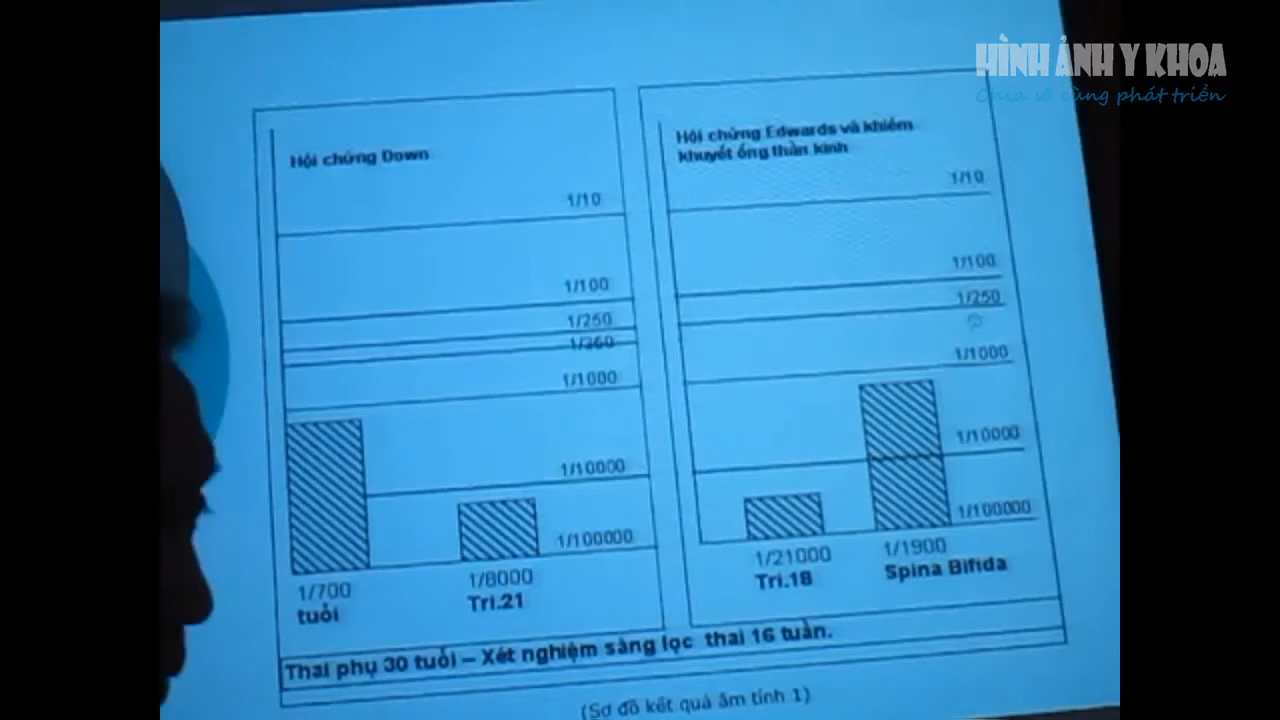 HÌNH ẢNH Y KHOA
Chia sẻ cùng phát triển
Hội chứng Down
1/10
1/100
1/250
1/1000
1/10000
1/100000
1/700
tuổi
1/8000
Tri.21
Hội chứng Edwards và khiếm
khuyết ống thần kinh
1/10
1/100
1/250
1/1000
1/10000
1/100000
1/21000
Tri.18
1/1900
Spina Bifida
Thai phụ 30 tuổi – Xét nghiệm sàng lọc thai 16 tuần.
(Sơ đồ kết quả âm tính 1)